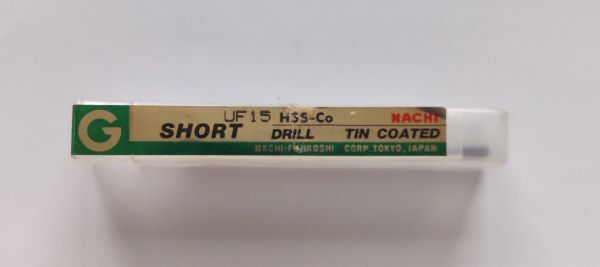 G
UF15 HSS-Co NACHI
SHORT DRILL TIN COATED
NACHI-FUJIKOSHI CORP. TOKYO, JAPAN